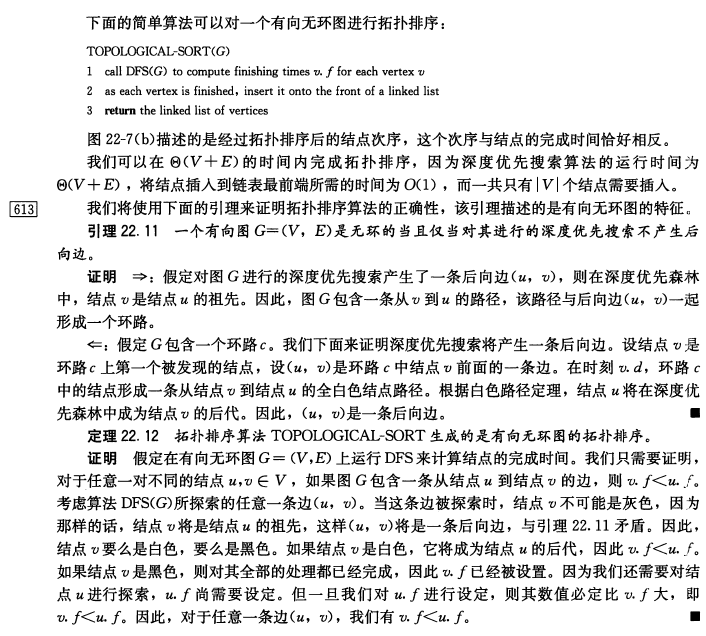 下面的简单算法可以对一个有向无环图进行拓扑排序：
TOPOLOGICAL-SORT(G)
1 call DFS(G) to compute finishing times v.f for each vertex v
2 as each vertex is finished, insert it onto the front of a linked list
3 return the linked list of vertices
图 22-7(b)描述的是经过拓扑排序后的结点次序，这个次序与结点的完成时间恰好相反。
我们可以在 Θ(V+E)的时间内完成拓扑排序，因为深度优先搜索算法的运行时间为
Θ(V+E)，将结点插入到链表最前端所需的时间为 O(1)，而一共只有|V|个结点需要插入。
613 我们将使用下面的引理来证明拓扑排序算法的正确性，该引理描述的是有向无环图的特征。
引理 22.11 一个有向图 G=(V, E)是无环的当且仅当对其进行的深度优先搜索不产生后
向边。
证明 ⇒：假定对图 G 进行的深度优先搜索产生了一条后向边(u, v)，则在深度优先森林
中，结点 v 是结点 u 的祖先。因此，图 G 包含一条从 v 到 u 的路径，该路径与后向边(u, v)一起
形成一个环路。
⇐：假定 G 包含一个环路 c。我们下面来证明深度优先搜索将产生一条后向边。设结点 v 是
环路 c 上第一个被发现的结点，设(u, v)是环路 c 中结点 v 前面的一条边。在时刻 v.d，环路 c
中的结点形成一条从结点 v 到结点 u 的全白色结点路径。根据白色路径定理，结点 u 将在深度优
先森林中成为结点 v 的后代。因此，(u, v)是一条后向边。 ■
定理 22.12 拓扑排序算法 TOPOLOGICAL-SORT 生成的是有向无环图的拓扑排序。
证明 假定在有向无环图 G=(V,E)上运行 DFS 来计算结点的完成时间。我们只需要证明，
对于任意一对不同的结点 u,v∈V，如果图 G 包含一条从结点 u 到结点 v 的边，则 v.f<u.f。
考虑算法 DFS(G)所探索的任意一条边(u, v)。当这条边被探索时，结点 v 不可能是灰色，因为
那样的话，结点 v 将是结点 u 的祖先，这样(u, v)将是一条后向边，与引理 22.11 矛盾。因此，
结点 v 要么是白色，要么是黑色。如果结点 v 是白色，它将成为结点 u 的后代，因此 v.f<u.f。
如果结点 v 是黑色，则对其全部的处理都已经完成，因此 v.f 已经被设置。因为我们还需要对结
点 u 进行探索，u.f 尚需要设定。但一旦我们对 u.f 进行设定，则其数值必定比 v.f 大，即
v.f<u.f。因此，对于任意一条边(u, v)，我们有 v.f<u.f。 ■